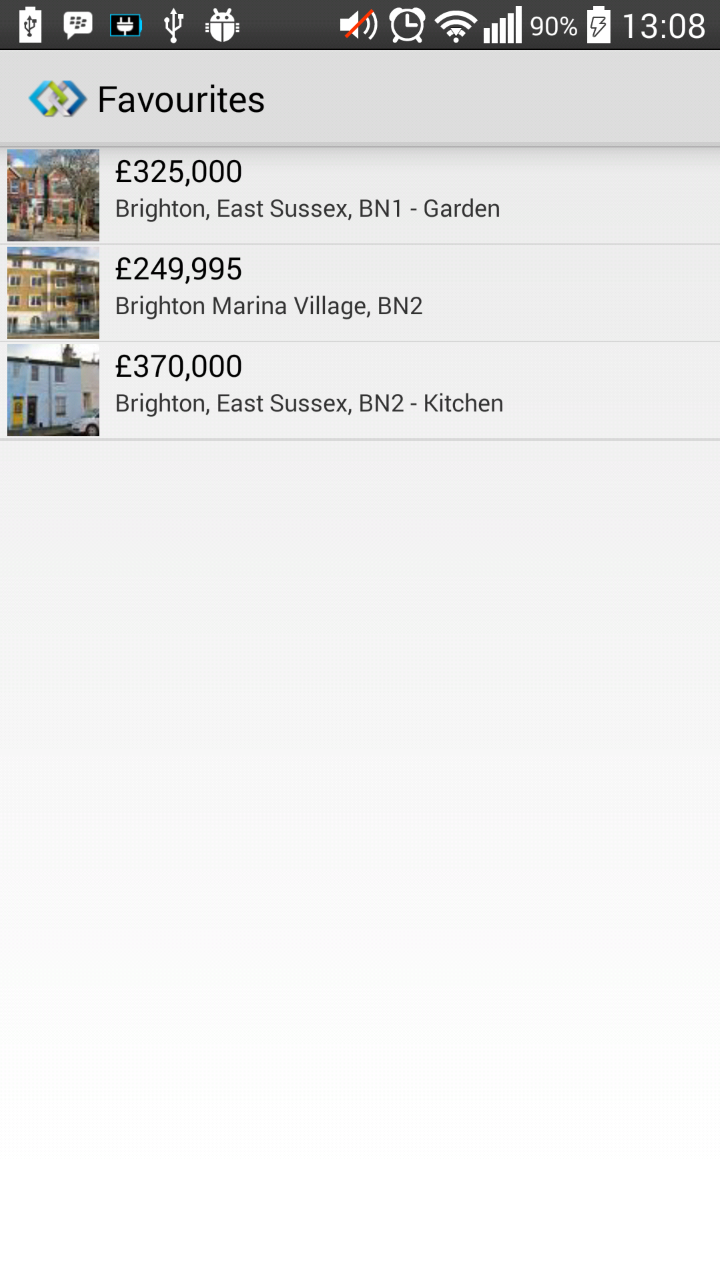 90% 13:08
Favourites
£325,000
Brighton, East Sussex, BN1 - Garden
£249,995
Brighton Marina Village, BN2
£370,000
Brighton, East Sussex, BN2 - Kitchen